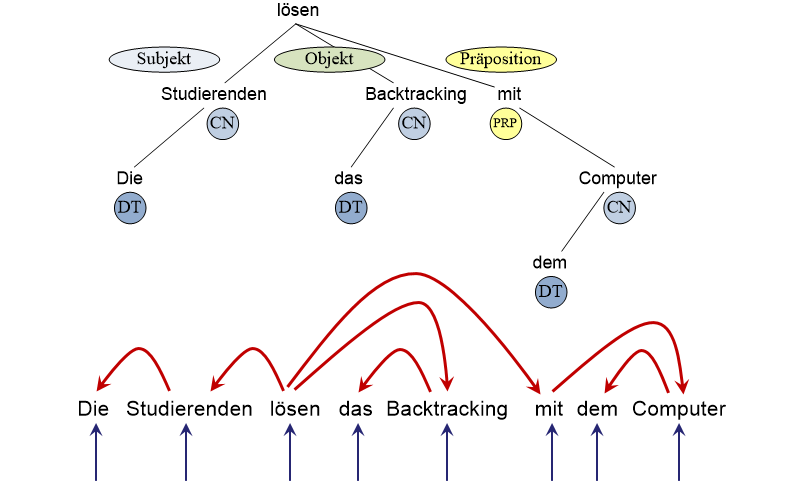 lösen
Subjekt Objekt Präposition
Studierenden Backtracking mit
CN CN PRP
Die das Computer
DT DT CN
dem
DT
Die Studierenden lösen das Backtracking mit dem Computer